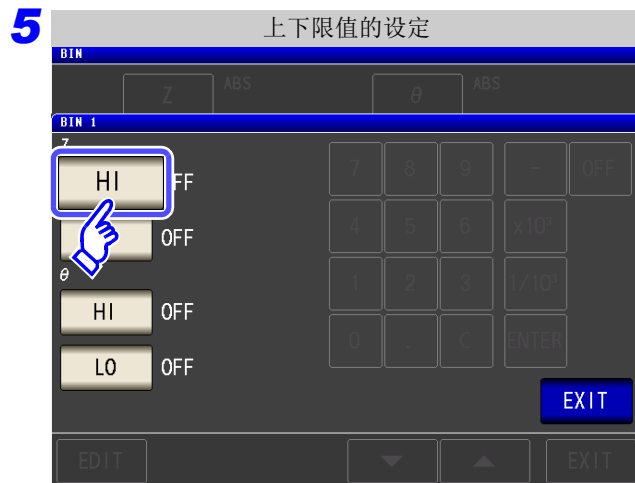 5
上下限值的设定
BIN
Z ABS θ ABS
BIN 1
Z
HI FF
OFF
θ
HI OFF
LO OFF
7 8 9 - OFF
4 5 6 x10³
1 2 3 1/10³
0 . C ENTER
EXIT
EDIT ▼ ▲ EXIT